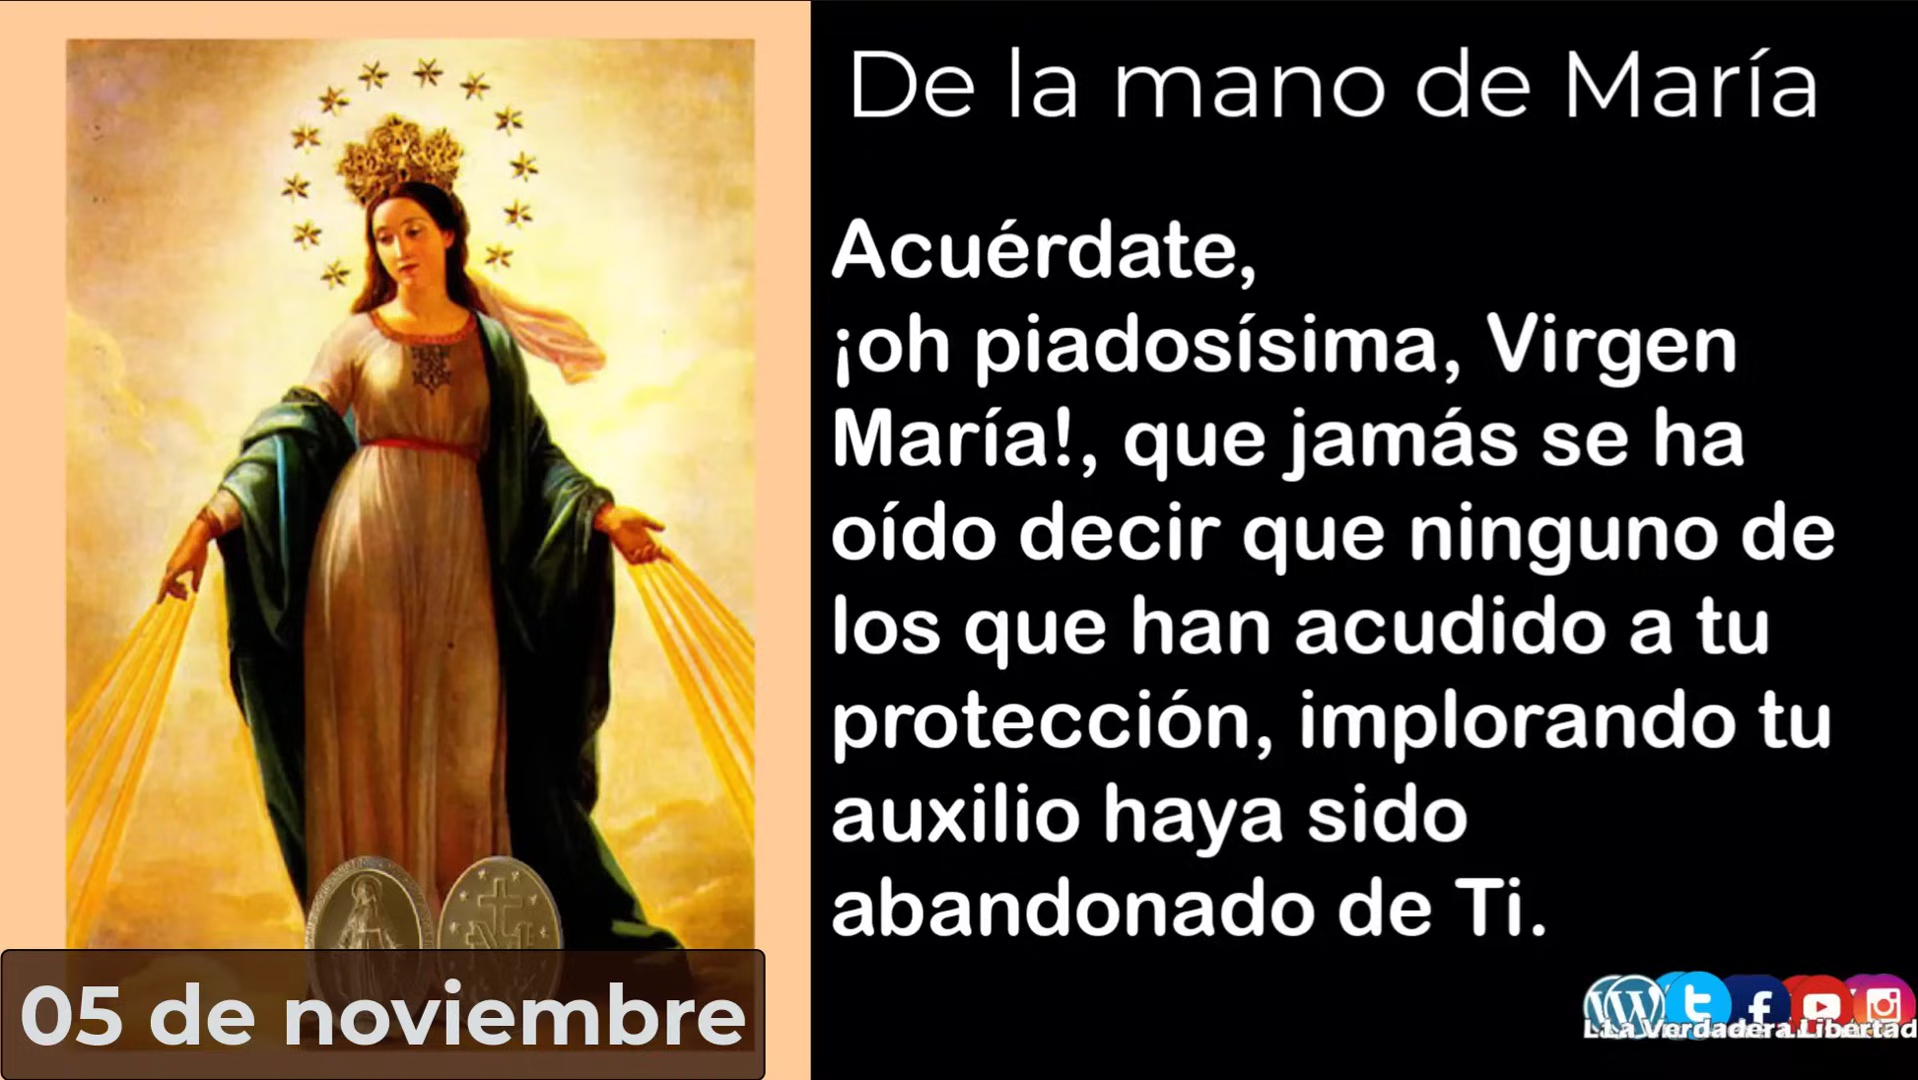 De la mano de María
Acuérdate,
¡oh piadosísima, Virgen
María!, que jamás se ha
oído decir que ninguno de
los que han acudido a tu
protección, implorando tu
auxilio haya sido
abandonado de Ti.
05 de noviembre
La Verdadera Libertad